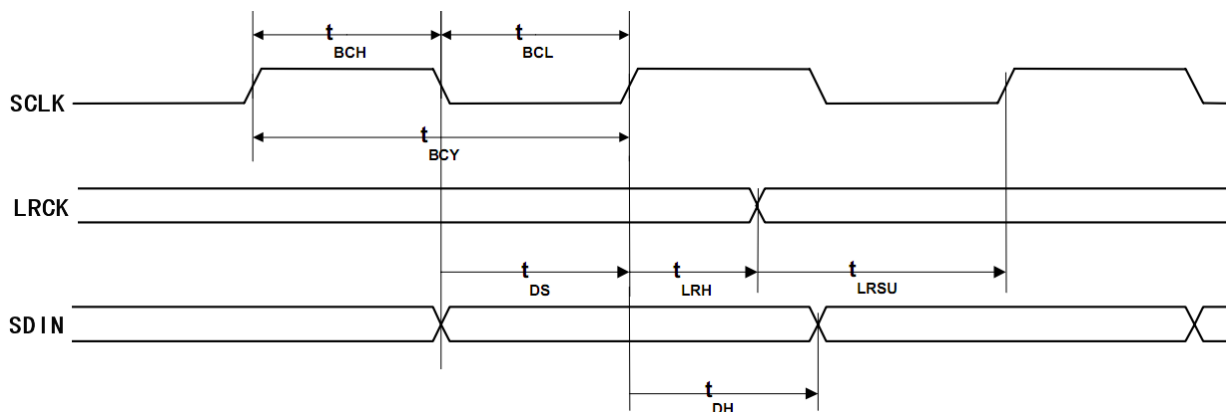 t BCH
t BCL
SCLK
t BCY
LRCK
t DS
t LRH
t LRSU
SDIN
t DH